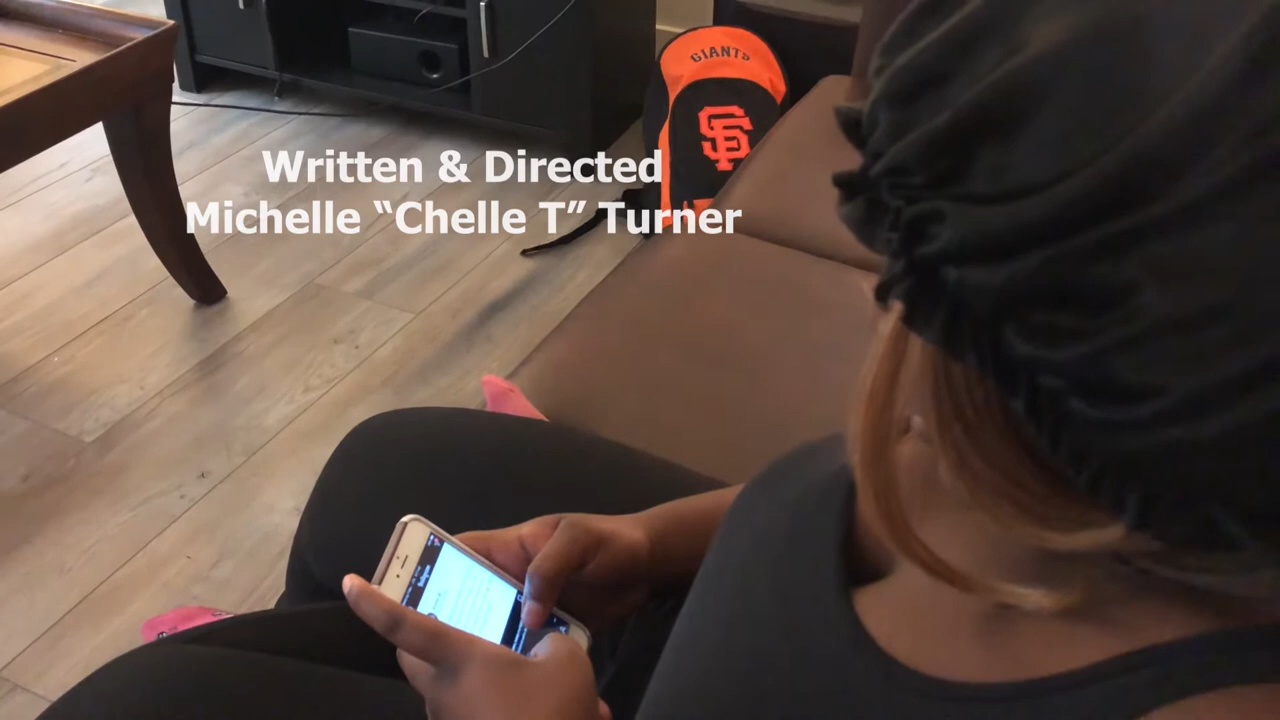 GIANTS
SF
Written & Directed
Michelle “Chelle T” Turner